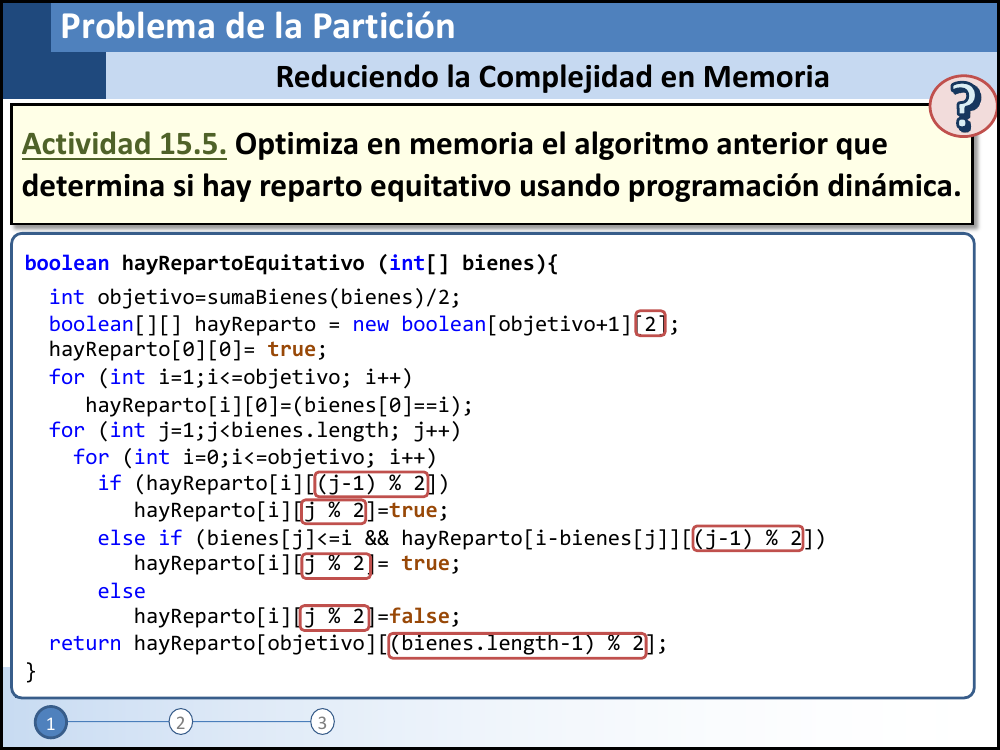 Problema de la Partición
Reduciendo la Complejidad en Memoria
?
Actividad 15.5. Optimiza en memoria el algoritmo anterior que
determina si hay reparto equitativo usando programación dinámica.
boolean hayRepartoEquitativo (int[] bienes){
int objetivo=sumaBienes(bienes)/2;
boolean[][] hayReparto = new boolean[objetivo+1][2];
hayReparto[0][0]= true;
for (int i=1;i<=objetivo; i++)
hayReparto[i][0]=(bienes[0]==i);
for (int j=1;j<bienes.length; j++)
for (int i=0;i<=objetivo; i++)
if (hayReparto[i][(j-1) % 2])
hayReparto[i][j % 2]=true;
else if (bienes[j]<=i && hayReparto[i-bienes[j]][(j-1) % 2])
hayReparto[i][j % 2]= true;
else
hayReparto[i][j % 2]=false;
return hayReparto[objetivo][(bienes.length-1) % 2];
}
1 2 3